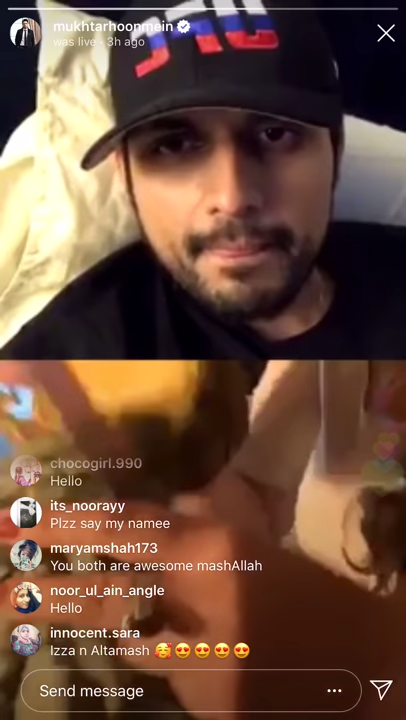 mukhtarhoonmein
was live · 3h ago
chocogirl.990
Hello
its_noorayy
Plzz say my namee
maryamshah173
You both are awesome mashAllah
noor_ul_ain_angle
Hello
innocent.sara
Izza n Altamash 🥰😍😍😍😍
Send message